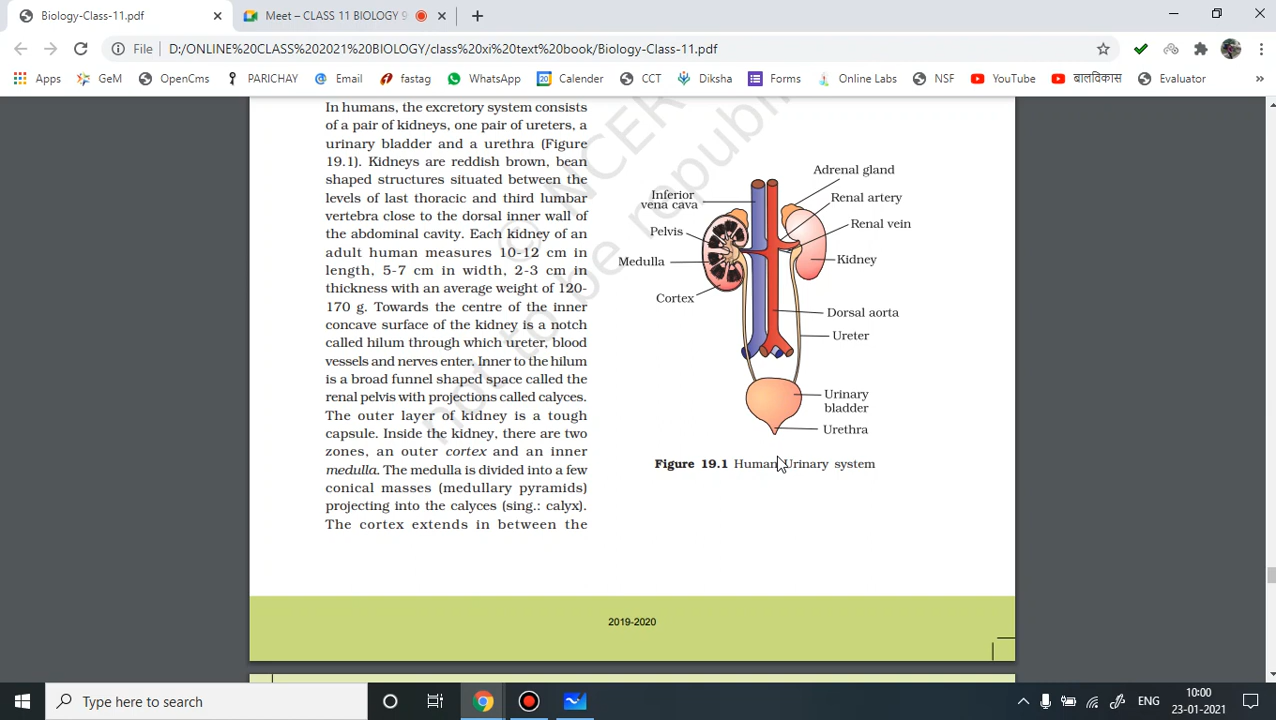 Biology-Class-11.pdf
Meet – CLASS 11 BIOLOGY 9
File
D:/ONLINE%20CLASS%202021%20BIOLOGY/class%20xi%20text%20book/Biology-Class-11.pdf
Apps GeM OpenCms PARICHAY Email fastag WhatsApp Calender CCT Diksha Forms Online Labs NSF YouTube बालविकास Evaluator »
In humans, the excretory system consists
of a pair of kidneys, one pair of ureters, a
urinary bladder and a urethra (Figure
19.1). Kidneys are reddish brown, bean
shaped structures situated between the
levels of last thoracic and third lumbar
vertebra close to the dorsal inner wall of
the abdominal cavity. Each kidney of an
adult human measures 10-12 cm in
length, 5-7 cm in width, 2-3 cm in
thickness with an average weight of 120-
170 g. Towards the centre of the inner
concave surface of the kidney is a notch
called hilum through which ureter, blood
vessels and nerves enter. Inner to the hilum
is a broad funnel shaped space called the
renal pelvis with projections called calyces.
The outer layer of kidney is a tough
capsule. Inside the kidney, there are two
zones, an outer cortex and an inner
medulla. The medulla is divided into a few
conical masses (medullary pyramids)
projecting into the calyces (sing.: calyx).
The cortex extends in between the
© NCER
not to be republi
Adrenal gland
Inferior
vena cava
Renal artery
Renal vein
Pelvis
Medulla
Kidney
Cortex
Dorsal aorta
Ureter
Urinary
bladder
Urethra
Figure 19.1 Human Urinary system
2019-2020
Type here to search
ENG
10:00
23-01-2021